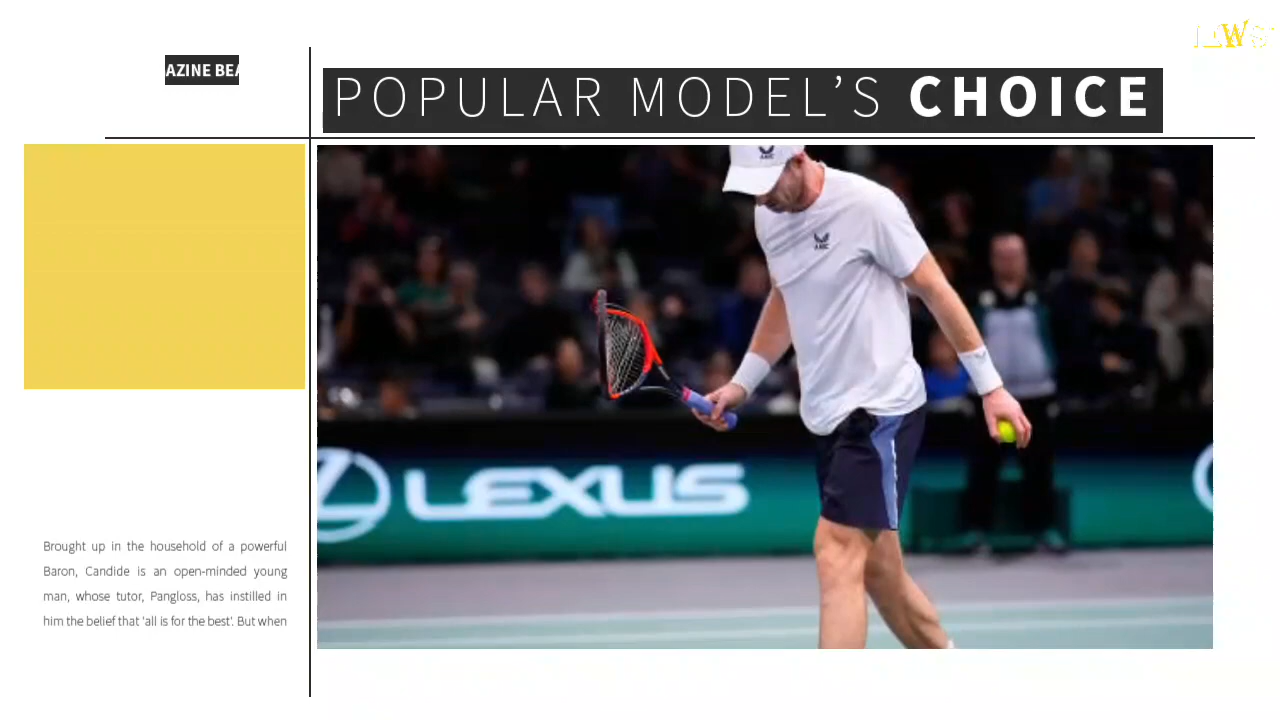 AZINE BEA
POPULAR MODEL'S CHOICE
LEXUS
Brought up in the household of a powerful
Baron, Candide is an open-minded young
man, whose tutor, Pangloss, has instilled in
him the belief that 'all is for the best'. But when